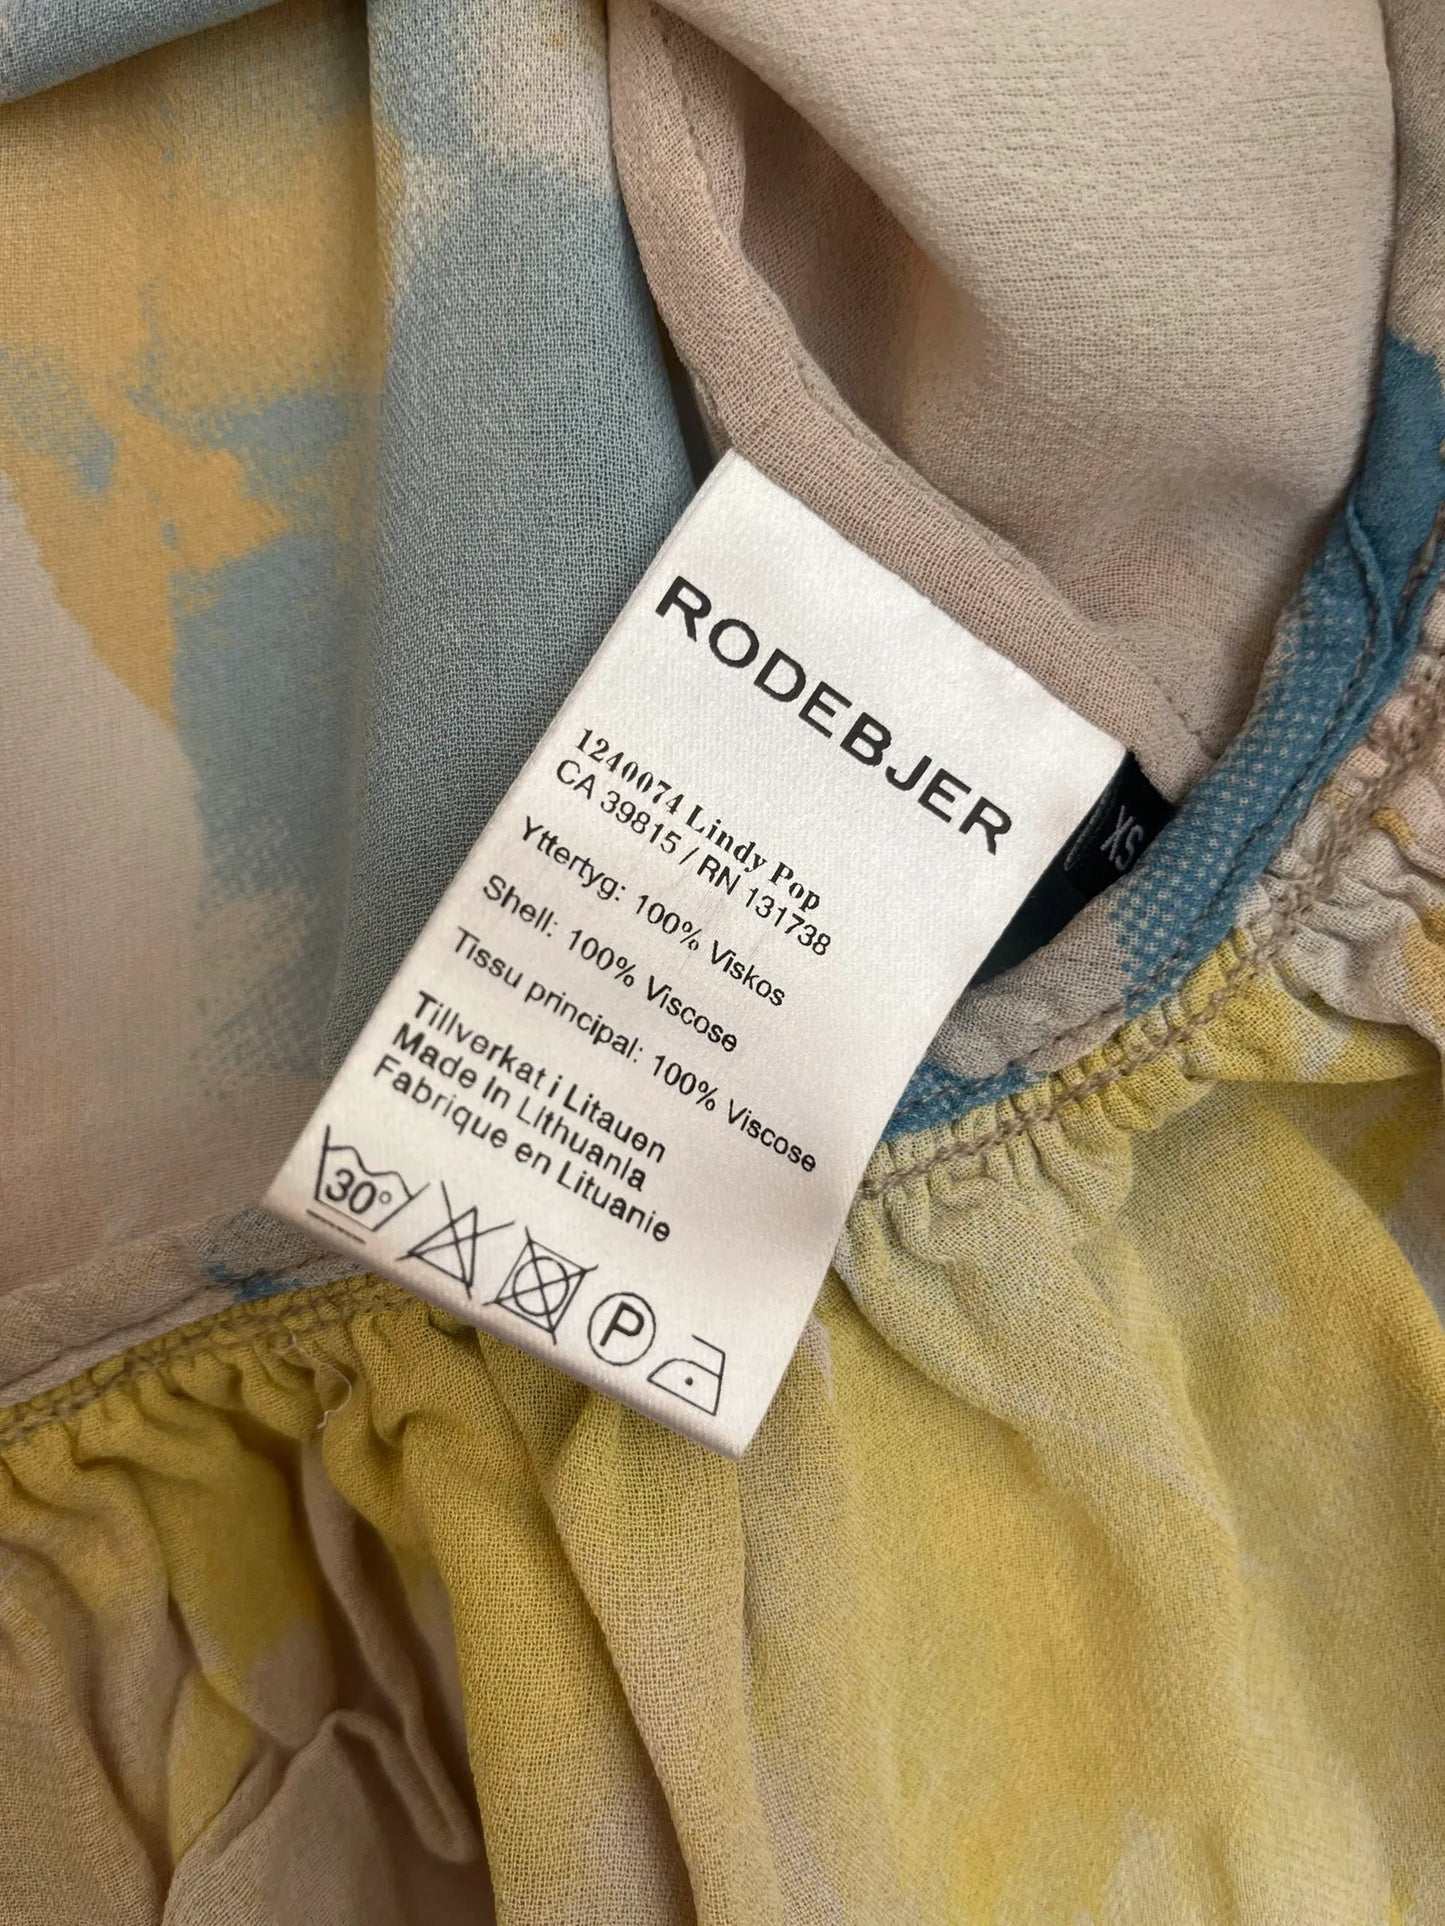 RODEBJER
1240074 Lindy Pop
CA 39815 / RN 131738
Yttertyg: 100% Viskos
Shell: 100% Viscose
Tissu principal: 100% Viscose
Tillverkat i Litauen
Made In Lithuania
Fabrique en Lituanie
30°
P
XS